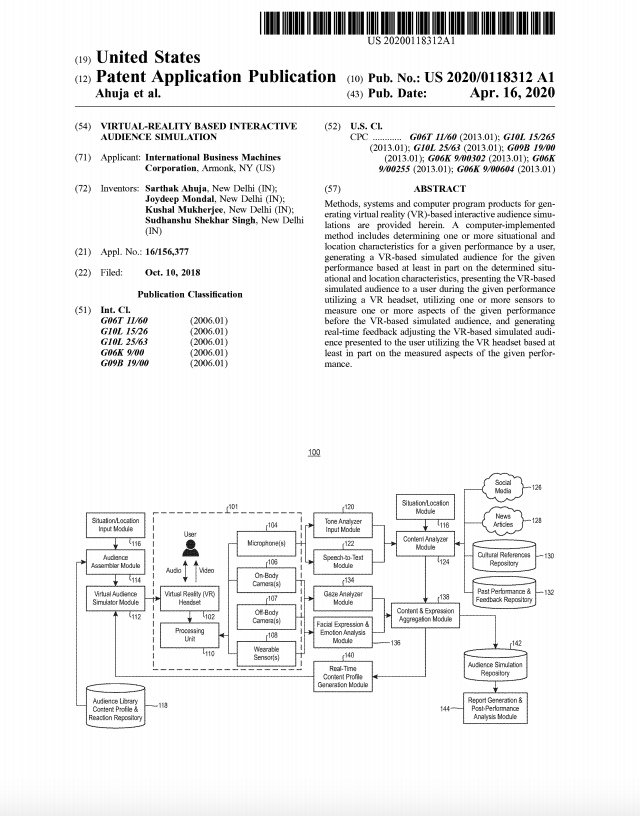 US 20200118312A1
(19) United States
(12) Patent Application Publication (10) Pub. No.: US 2020/0118312 A1
Ahuja et al. (43) Pub. Date: Apr. 16, 2020
(54) VIRTUAL-REALITY BASED INTERACTIVE
AUDIENCE SIMULATION
(71) Applicant: International Business Machines
Corporation, Armonk, NY (US)
(72) Inventors: Sarthak Ahuja, New Delhi (IN);
Joydeep Mondal, New Delhi (IN);
Kushal Mukherjee, New Delhi (IN);
Sudhanshu Shekhar Singh, New Delhi
(IN)
(21) Appl. No.: 16/156,377
(22) Filed: Oct. 10, 2018
Publication Classification
(51) Int. Cl.
G06T 11/60 (2006.01)
G10L 15/26 (2006.01)
G10L 25/63 (2006.01)
G06K 9/00 (2006.01)
G09B 19/00 (2006.01)
(52) U.S. Cl.
CPC ............ G06T 11/60 (2013.01); G10L 15/265
(2013.01); G10L 25/63 (2013.01); G09B 19/00
(2013.01); G06K 9/00302 (2013.01); G06K
9/00255 (2013.01); G06K 9/00604 (2013.01)
(57) ABSTRACT
Methods, systems and computer program products for gen-
erating virtual reality (VR)-based interactive audience simu-
lations are provided herein. A computer-implemented
method includes determining one or more situational and
location characteristics for a given performance by a user,
generating a VR-based simulated audience for the given
performance based at least in part on the determined situ-
ational and location characteristics, presenting the VR-based
simulated audience to a user during the given performance
utilizing a VR headset, utilizing one or more sensors to
measure one or more aspects of the given performance
before the VR-based simulated audience, and generating
real-time feedback adjusting the VR-based simulated audi-
ence presented to the user utilizing the VR headset based at
least in part on the measured aspects of the given perfor-
mance.
100
Situation/Location
Input Module
116
Audience
Assembler Module
114
Virtual Audience
Simulator Module
112
Audience Library
Content Profile &
Reaction Repository
118
101
User
Audio Video
Virtual Reality (VR)
Headset
102
Processing
Unit
110
104
Microphone(s)
106
On-Body
Camera(s)
107
Off-Body
Camera(s)
108
Wearable
Sensor(s)
120
Tone Analyzer
Input Module
122
Speech-to-Text
Module
134
Gaze Analyzer
Module
Facial Expression &
Emotion Analysis
Module
136
140
Real-Time
Content Profile
Generation Module
Situation/Location
Module
116
Content Analyzer
Module
124
138
Content & Expression
Aggregation Module
Social
Media
126
News
Articles
128
Cultural References
Repository
130
Past Performance &
Feedback Repository
132
142
Audience Simulation
Repository
144
Report Generation &
Post-Performance
Analysis Module